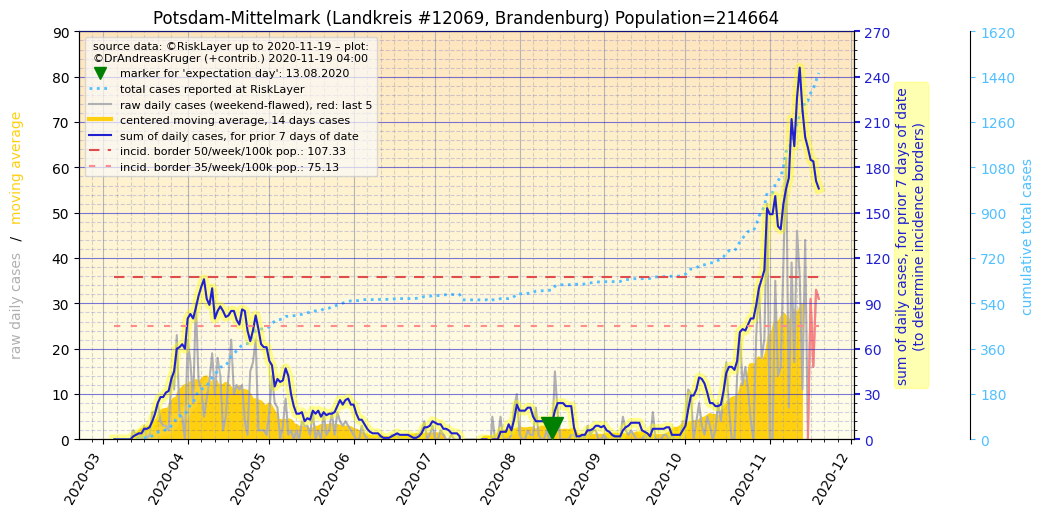 Potsdam-Mittelmark (Landkreis #12069, Brandenburg) Population=214664
source data: ©RiskLayer up to 2020-11-19 – plot:
©DrAndreasKruger (+contrib.) 2020-11-19 04:00
marker for 'expectation day': 13.08.2020
total cases reported at RiskLayer
raw daily cases (weekend-flawed), red: last 5
centered moving average, 14 days cases
sum of daily cases, for prior 7 days of date
incid. border 50/week/100k pop.: 107.33
incid. border 35/week/100k pop.: 75.13
raw daily cases / moving average
90
80
70
60
50
40
30
20
10
0
270
240
210
180
150
120
90
60
30
0
sum of daily cases, for prior 7 days of date
(to determine incidence borders)
1620
1440
1260
1080
900
720
540
360
180
0
cumulative total cases
2020-03
2020-04
2020-05
2020-06
2020-07
2020-08
2020-09
2020-10
2020-11
2020-12